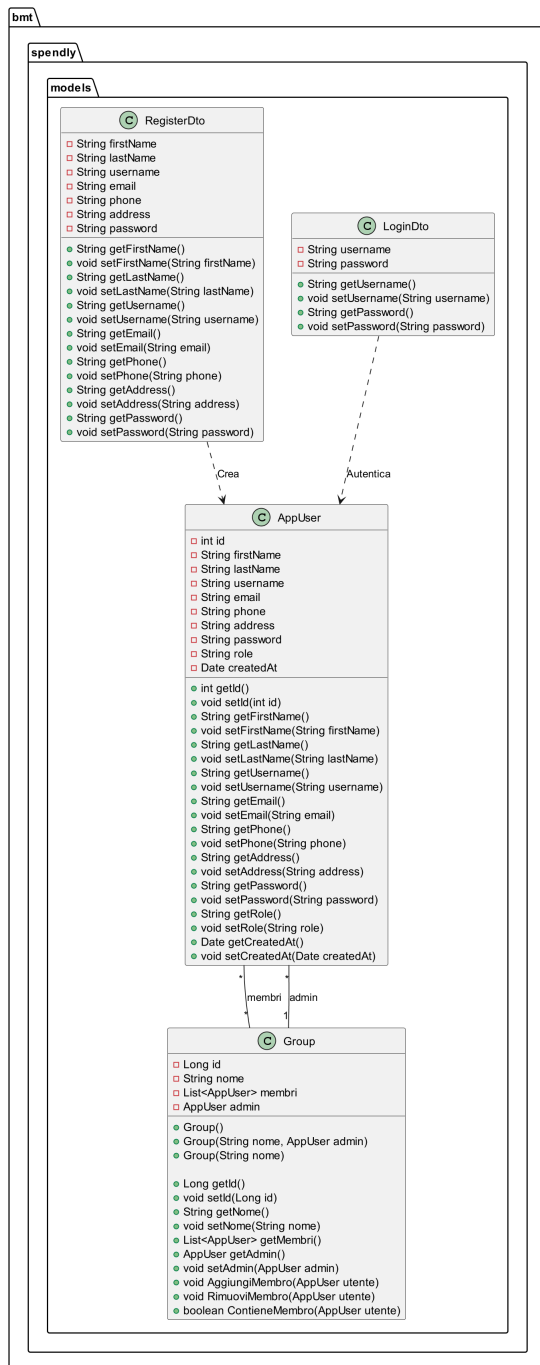 bmt
spendly
models
C RegisterDto
String firstName
String lastName
String username
String email
String phone
String address
String password
String getFirstName()
void setFirstName(String firstName)
String getLastName()
void setLastName(String lastName)
String getUsername()
void setUsername(String username)
String getEmail()
void setEmail(String email)
String getPhone()
void setPhone(String phone)
String getAddress()
void setAddress(String address)
String getPassword()
void setPassword(String password)
C LoginDto
String username
String password
String getUsername()
void setUsername(String username)
String getPassword()
void setPassword(String password)
Crea
Autentica
C AppUser
int id
String firstName
String lastName
String username
String email
String phone
String address
String password
String role
Date createdAt
int getId()
void setId(int id)
String getFirstName()
void setFirstName(String firstName)
String getLastName()
void setLastName(String lastName)
String getUsername()
void setUsername(String username)
String getEmail()
void setEmail(String email)
String getPhone()
void setPhone(String phone)
String getAddress()
void setAddress(String address)
String getPassword()
void setPassword(String password)
String getRole()
void setRole(String role)
Date getCreatedAt()
void setCreatedAt(Date createdAt)
* *
membri admin
* 1
C Group
Long id
String nome
List<AppUser> membri
AppUser admin
Group()
Group(String nome, AppUser admin)
Group(String nome)
Long getId()
void setId(Long id)
String getNome()
void setNome(String nome)
List<AppUser> getMembri()
AppUser getAdmin()
void setAdmin(AppUser admin)
void AggiungiMembro(AppUser utente)
void RimuoviMembro(AppUser utente)
boolean ContieneMembro(AppUser utente)